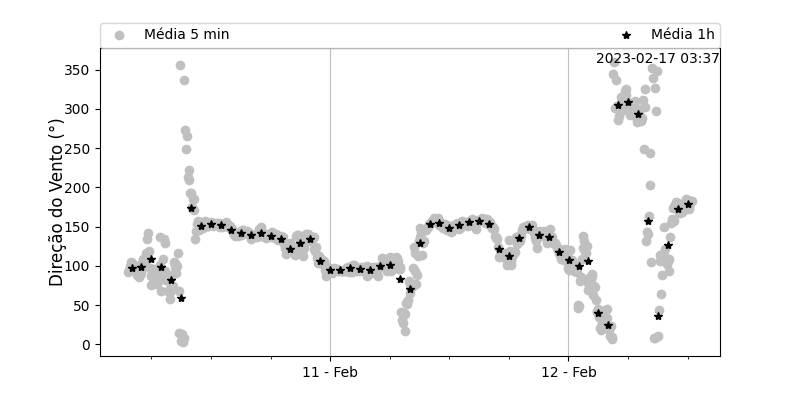 Média 5 min
Média 1h
2023-02-17 03:37
Direção do Vento (°)
350
300
250
200
150
100
50
0
11 - Feb
12 - Feb